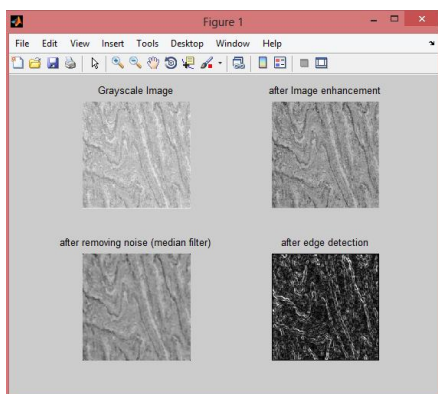 Figure 1
File Edit View Insert Tools Desktop Window Help
Grayscale Image
after Image enhancement
after removing noise (median filter)
after edge detection